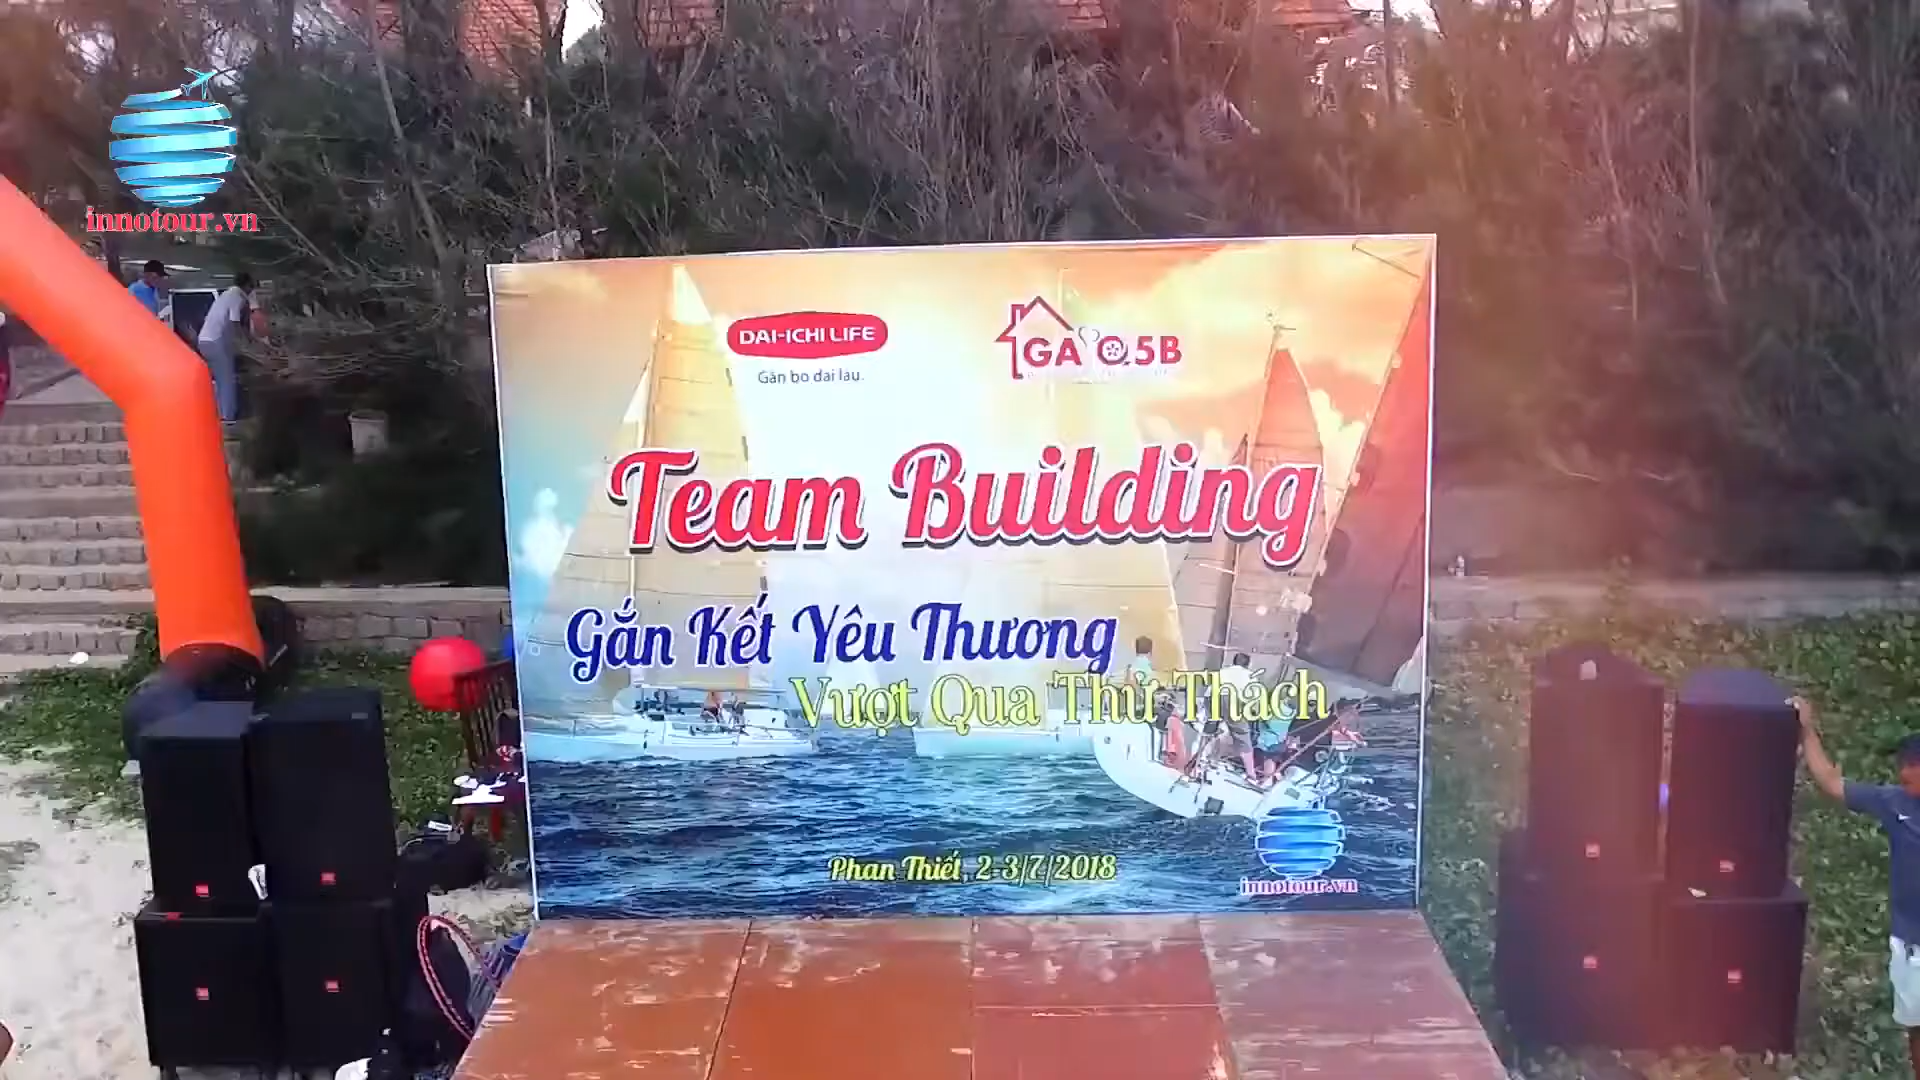 innotour.vn
DAI-ICHI LIFE
Gắn bó dài lâu.
GA Q.5B
Team Building
Gắn Kết Yêu Thương
Vượt Qua Thử Thách
Phan Thiết, 2-3/7/2018
innotour.vn